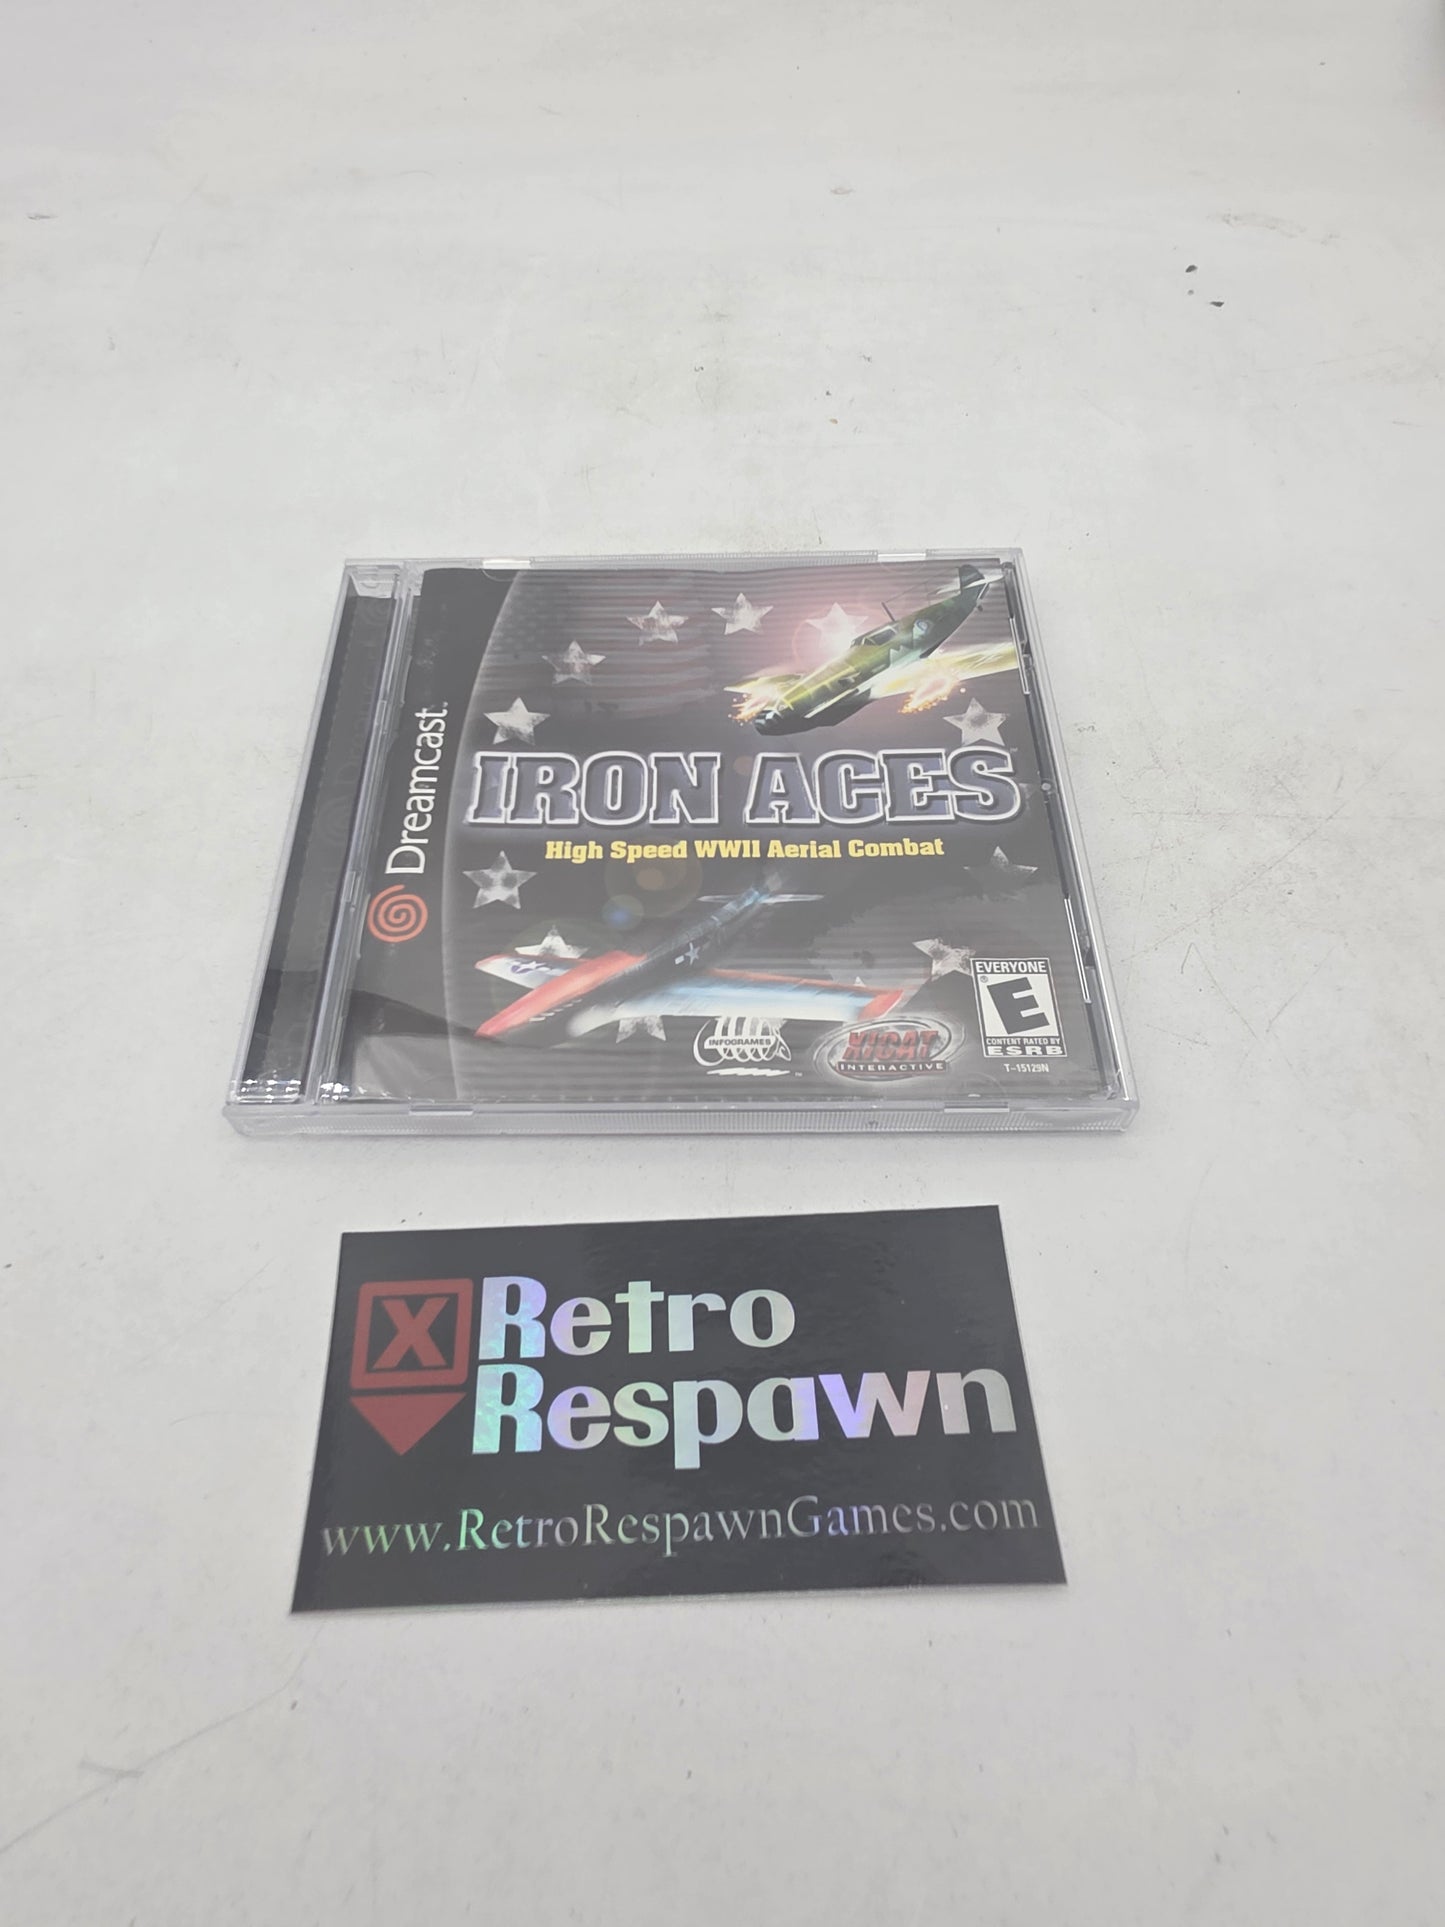 Dreamcast
IRON ACES™
High Speed WWII Aerial Combat
INFOGRAMES
XICAT
INTERACTIVE
EVERYONE
E
CONTENT RATED BY
ESRB
T-15129N
X
Retro
Respawn
www.RetroRespawnGames.com